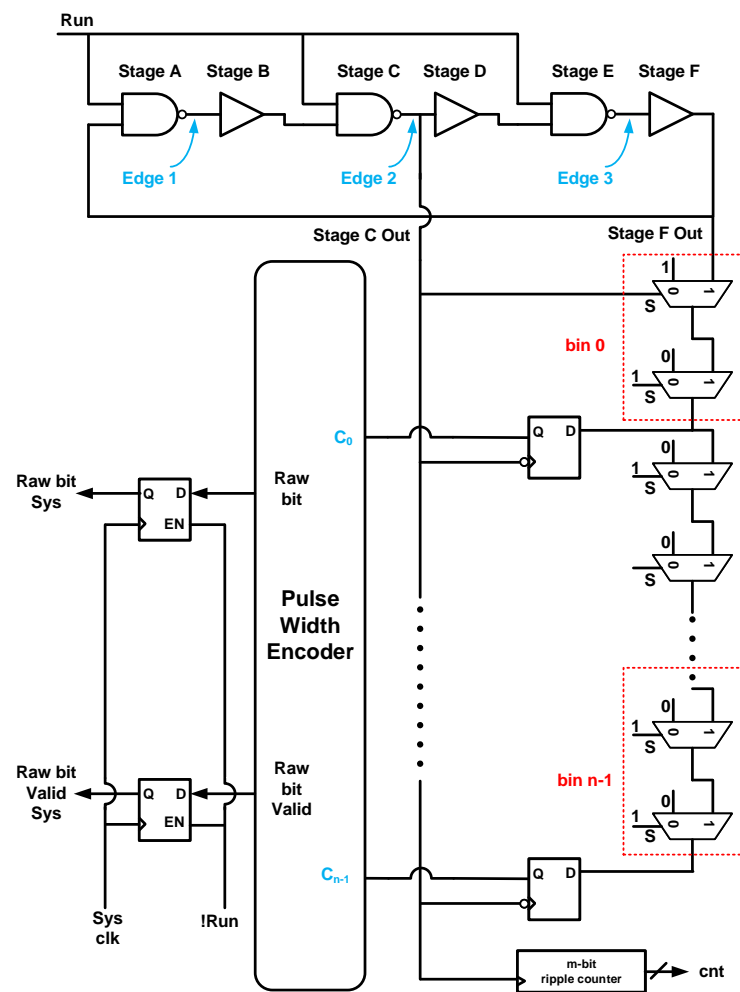 Run
Stage A
Stage B
Stage C
Stage D
Stage E
Stage F
Edge 1
Edge 2
Edge 3
Stage C Out
Stage F Out
1
0
1
S
bin 0
0
1
0
1
S
C₀
Q
D
0
1
0
1
S
Raw bit
Sys
Q
D
EN
Raw
bit
0
0
1
S
Pulse
Width
Encoder
0
1
0
1
S
Raw bit
Valid
Sys
Q
D
EN
Raw
bit
Valid
bin n-1
0
1
0
1
S
Cₙ₋₁
Q
D
Sys
clk
!Run
m-bit
ripple counter
cnt